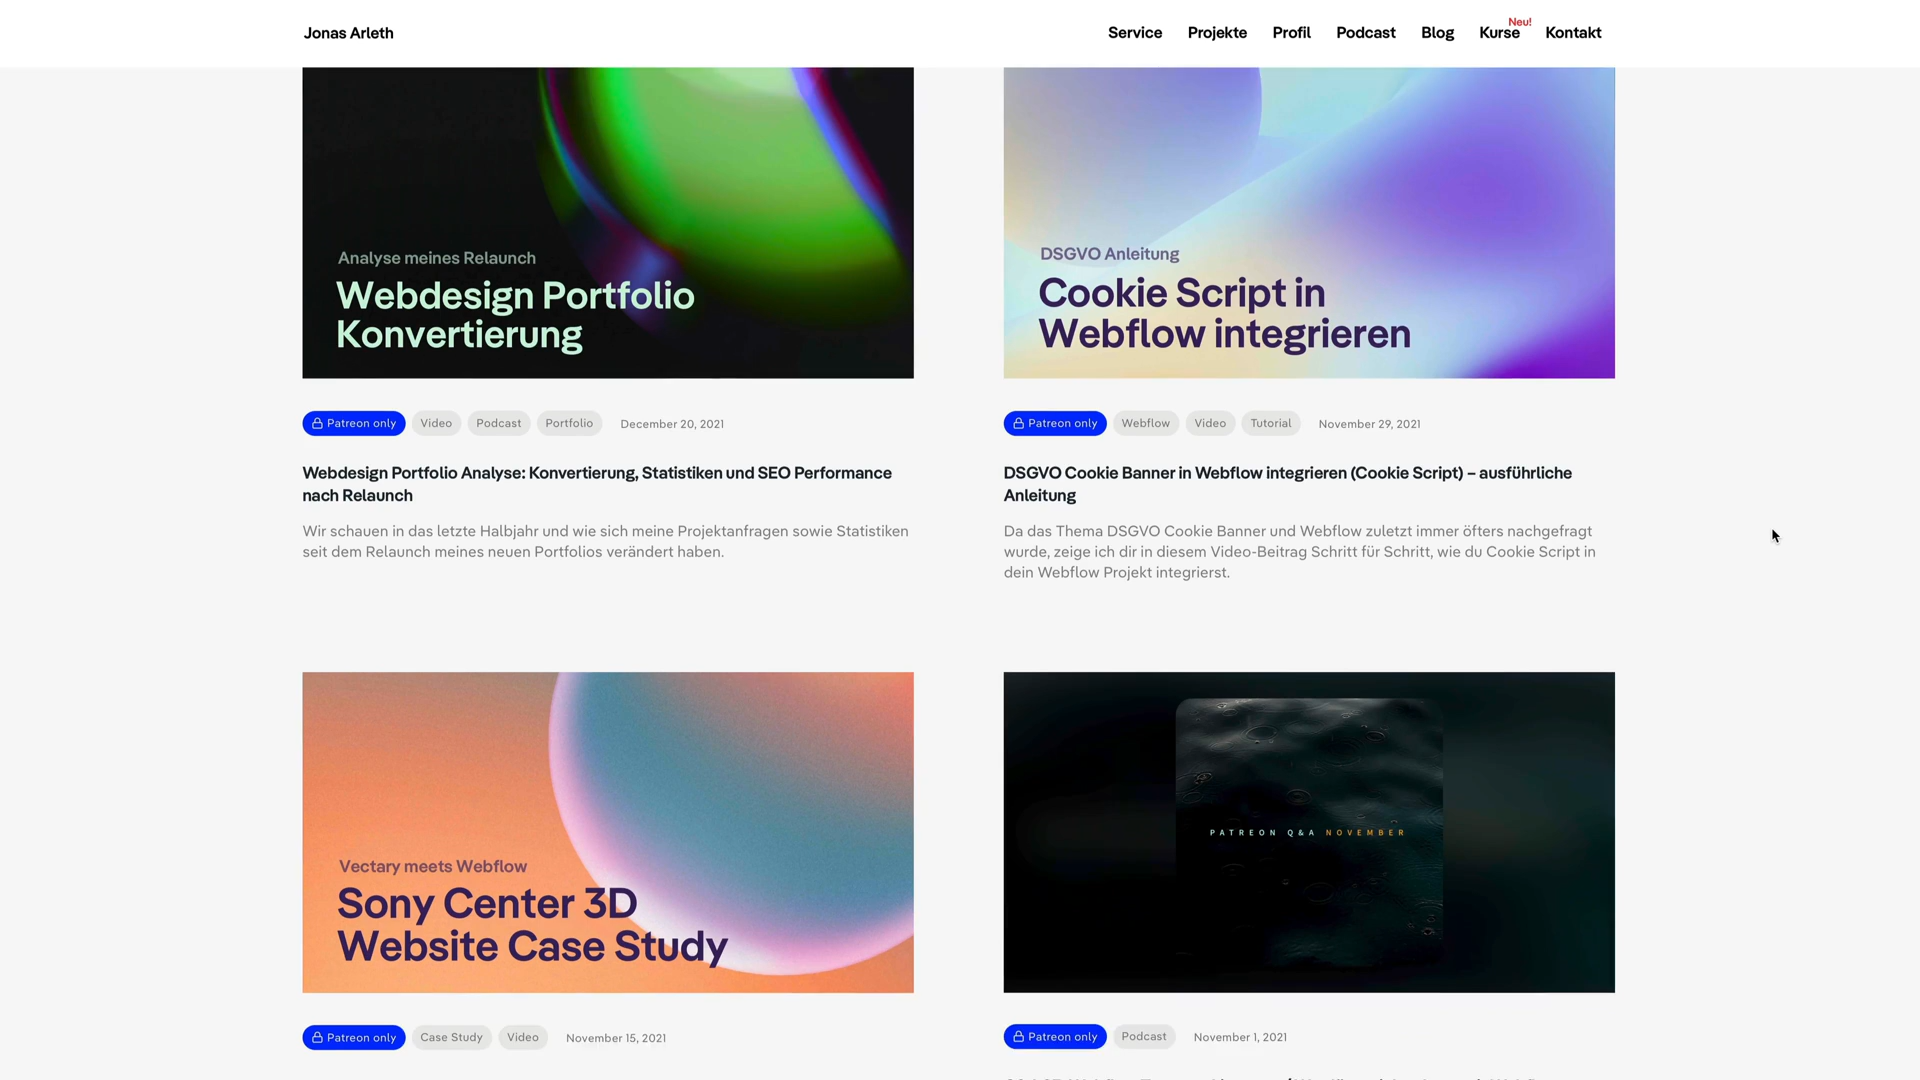 Jonas Arleth
Service Projekte Profil Podcast Blog Kurse Neu! Kontakt
Analyse meines Relaunch
Webdesign Portfolio
Konvertierung
Patreon only Video Podcast Portfolio December 20, 2021
Webdesign Portfolio Analyse: Konvertierung, Statistiken und SEO Performance
nach Relaunch
Wir schauen in das letzte Halbjahr und wie sich meine Projektanfragen sowie Statistiken
seit dem Relaunch meines neuen Portfolios verändert haben.
DSGVO Anleitung
Cookie Script in
Webflow integrieren
Patreon only Webflow Video Tutorial November 29, 2021
DSGVO Cookie Banner in Webflow integrieren (Cookie Script) – ausführliche
Anleitung
Da das Thema DSGVO Cookie Banner und Webflow zuletzt immer öfters nachgefragt
wurde, zeige ich dir in diesem Video-Beitrag Schritt für Schritt, wie du Cookie Script in
dein Webflow Projekt integrierst.
Vectary meets Webflow
Sony Center 3D
Website Case Study
Patreon only Case Study Video November 15, 2021
PATREON Q&A NOVEMBER
Patreon only Podcast November 1, 2021